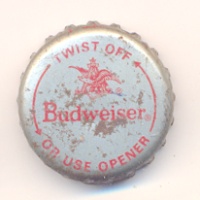 TWIST OFF
Budweiser®
OR USE OPENER